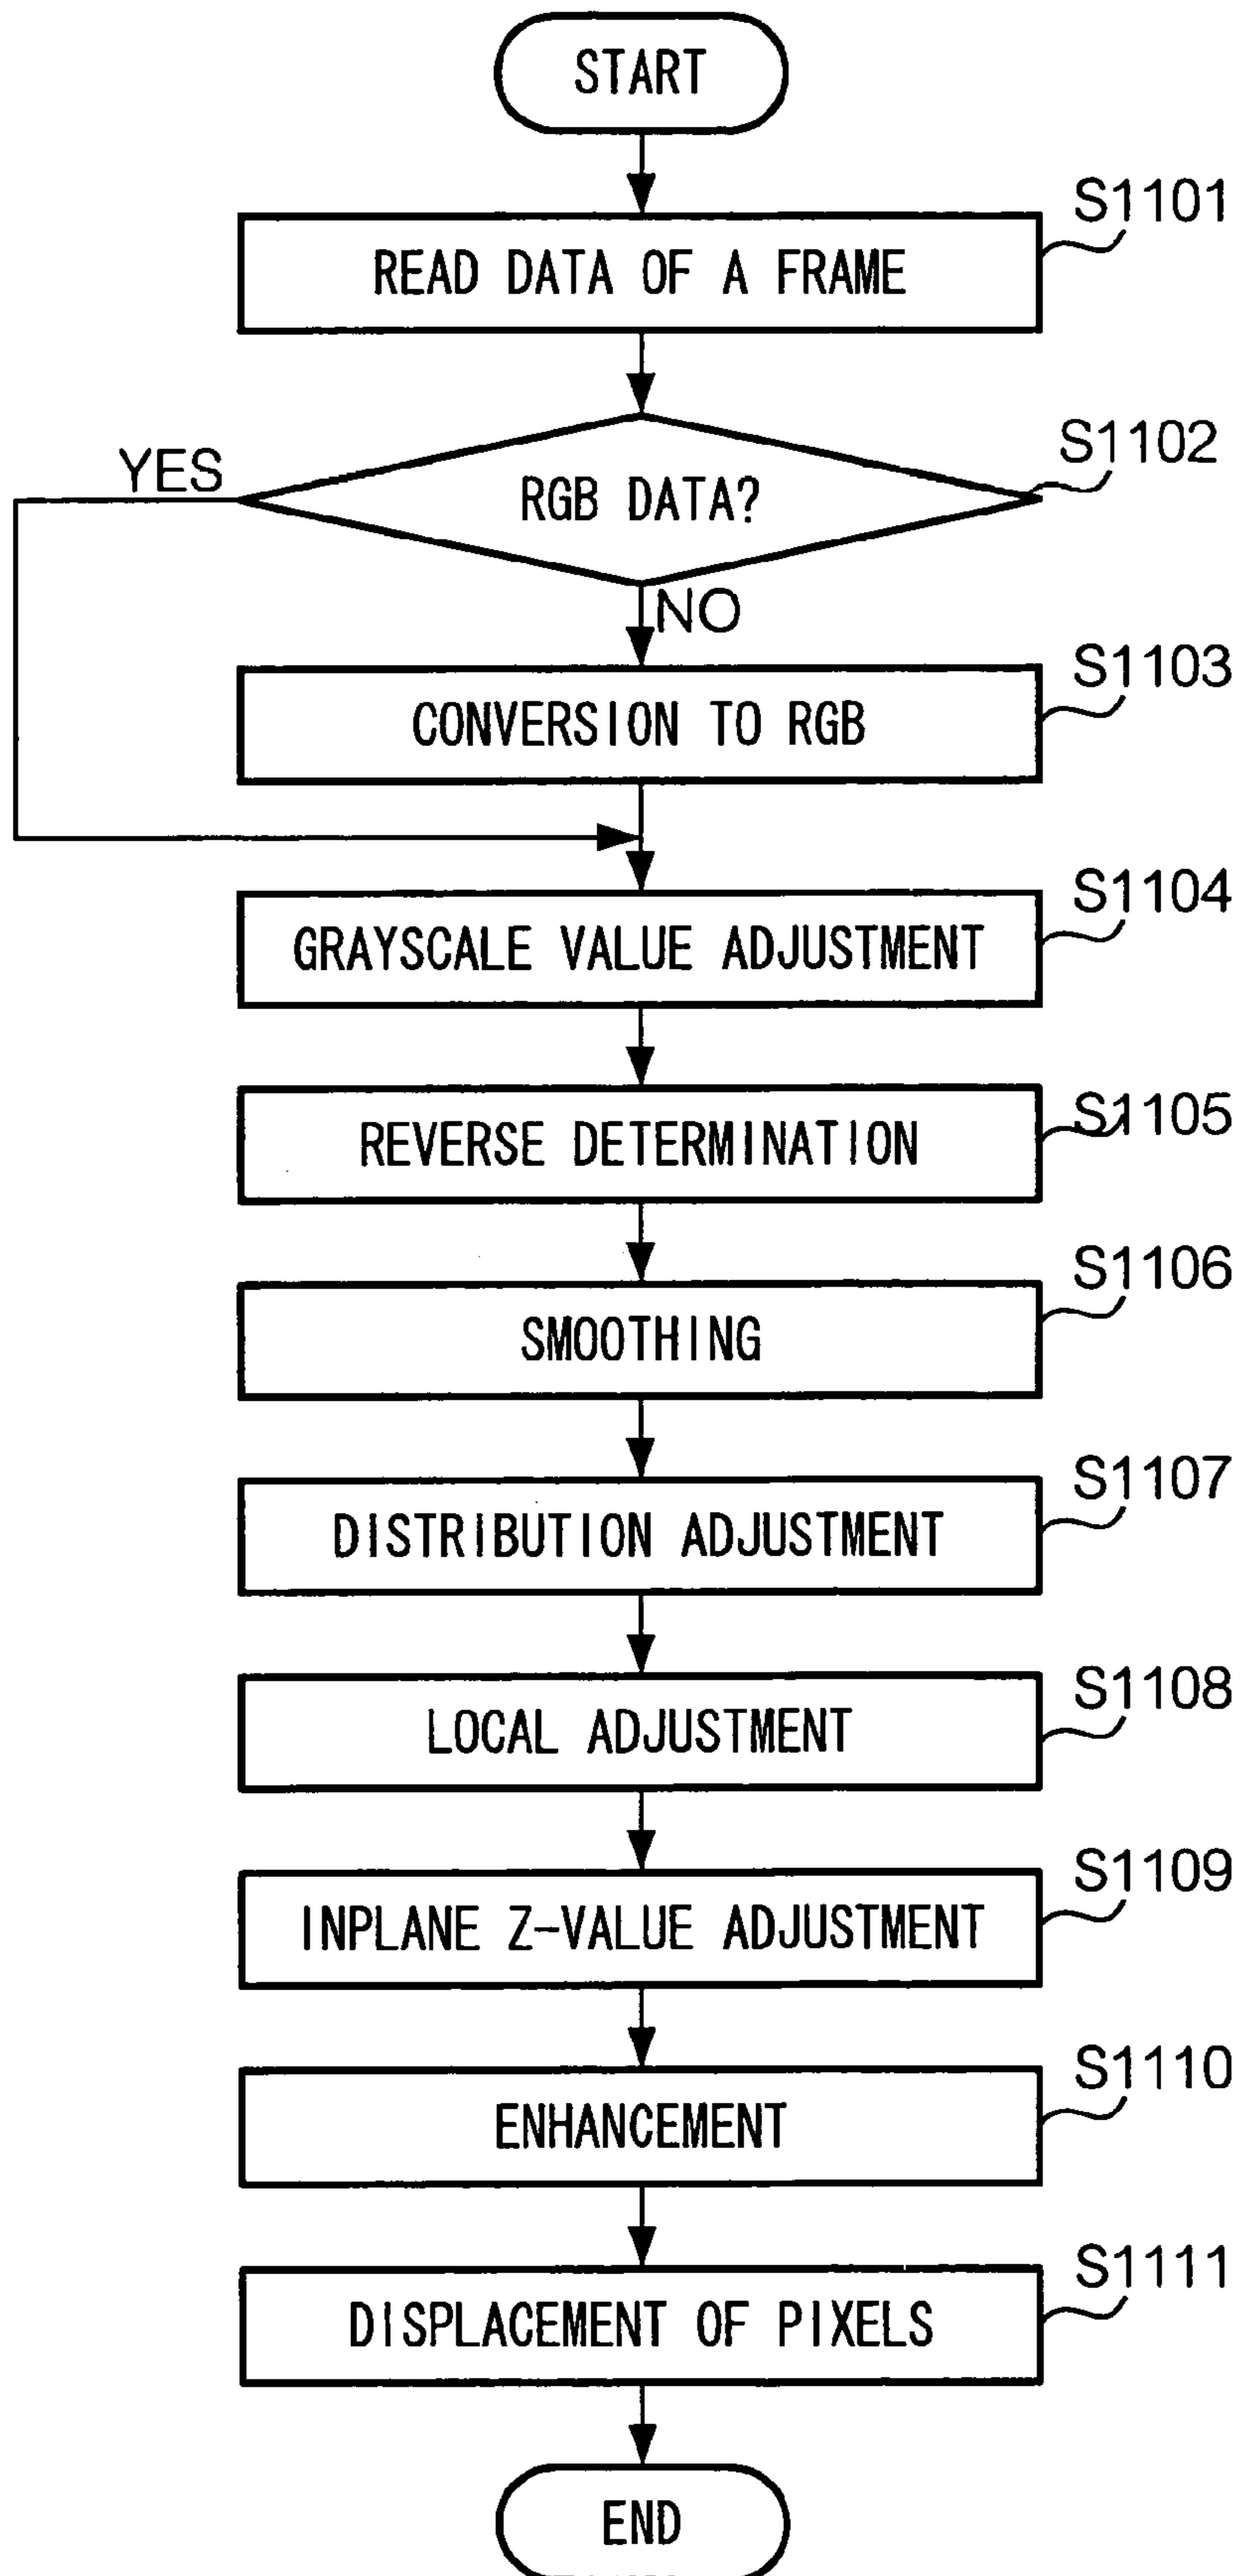 START
S1101
READ DATA OF A FRAME
S1102
YES
RGB DATA?
NO
S1103
CONVERSION TO RGB
S1104
GRAYSCALE VALUE ADJUSTMENT
S1105
REVERSE DETERMINATION
S1106
SMOOTHING
S1107
DISTRIBUTION ADJUSTMENT
S1108
LOCAL ADJUSTMENT
S1109
INPLANE Z-VALUE ADJUSTMENT
S1110
ENHANCEMENT
S1111
DISPLACEMENT OF PIXELS
END